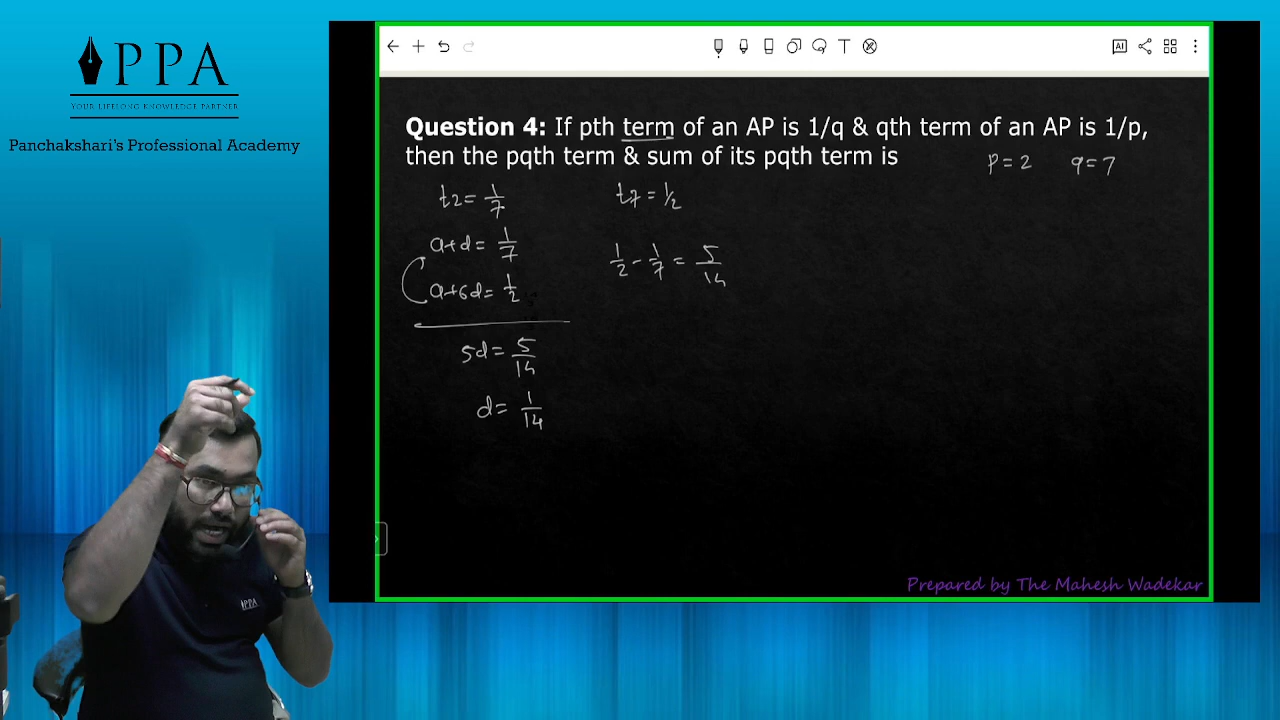 PPA
YOUR LIFELONG KNOWLEDGE PARTNER
Panchakshari's Professional Academy
T
AI
Question 4: If pth term of an AP is 1/q & qth term of an AP is 1/p,
then the pqth term & sum of its pqth term is
p=2 q=7
t2=1/7 t7=1/2
a+d=1/7
1/2-1/7=5/14
a+6d=1/2
5d=5/14
d=1/14
PPA
Prepared by The Mahesh Wadekar